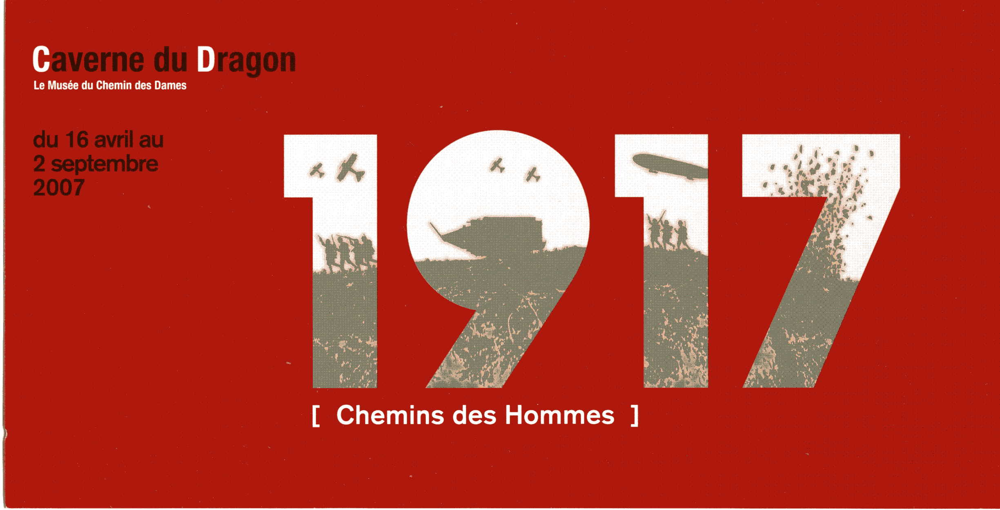 Caverne du Dragon
Le Musée du Chemin des Dames
du 16 avril au
2 septembre
2007
1917
[ Chemins des Hommes ]